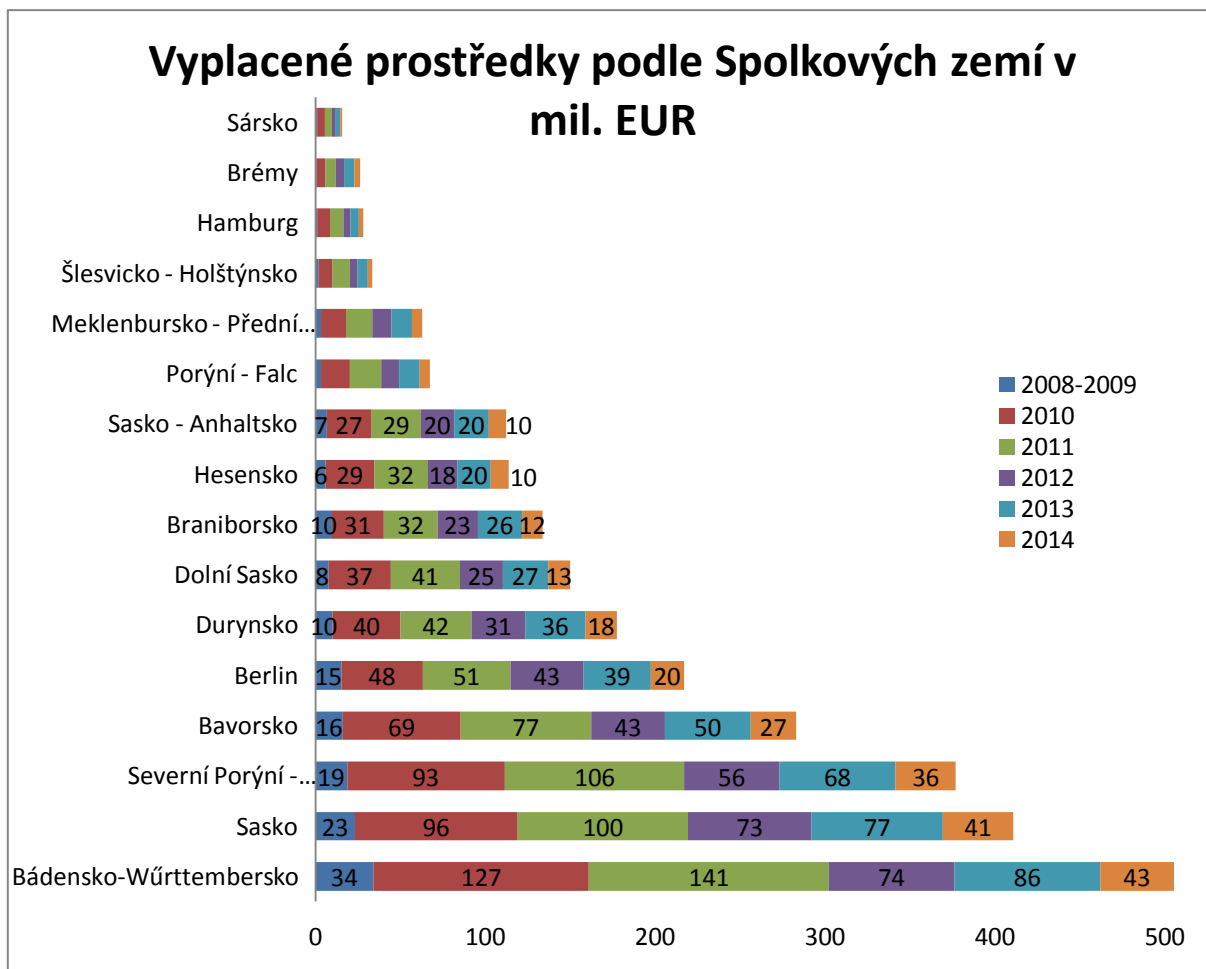 Vyplacené prostředky podle Spolkových zemí v
mil. EUR
Sársko
Brémy
Hamburg
Šlesvicko - Holštýnsko
Meklenbursko - Přední...
Porýní - Falc
Sasko - Anhaltsko 7 27 29 20 20 10
Hesensko 6 29 32 18 20 10
Braniborsko 10 31 32 23 26 12
Dolní Sasko 8 37 41 25 27 13
Durynsko 10 40 42 31 36 18
Berlin 15 48 51 43 39 20
Bavorsko 16 69 77 43 50 27
Severní Porýní -... 19 93 106 56 68 36
Sasko 23 96 100 73 77 41
Bádensko-Wűrttembersko 34 127 141 74 86 43
0 100 200 300 400 500
2008-2009
2010
2011
2012
2013
2014